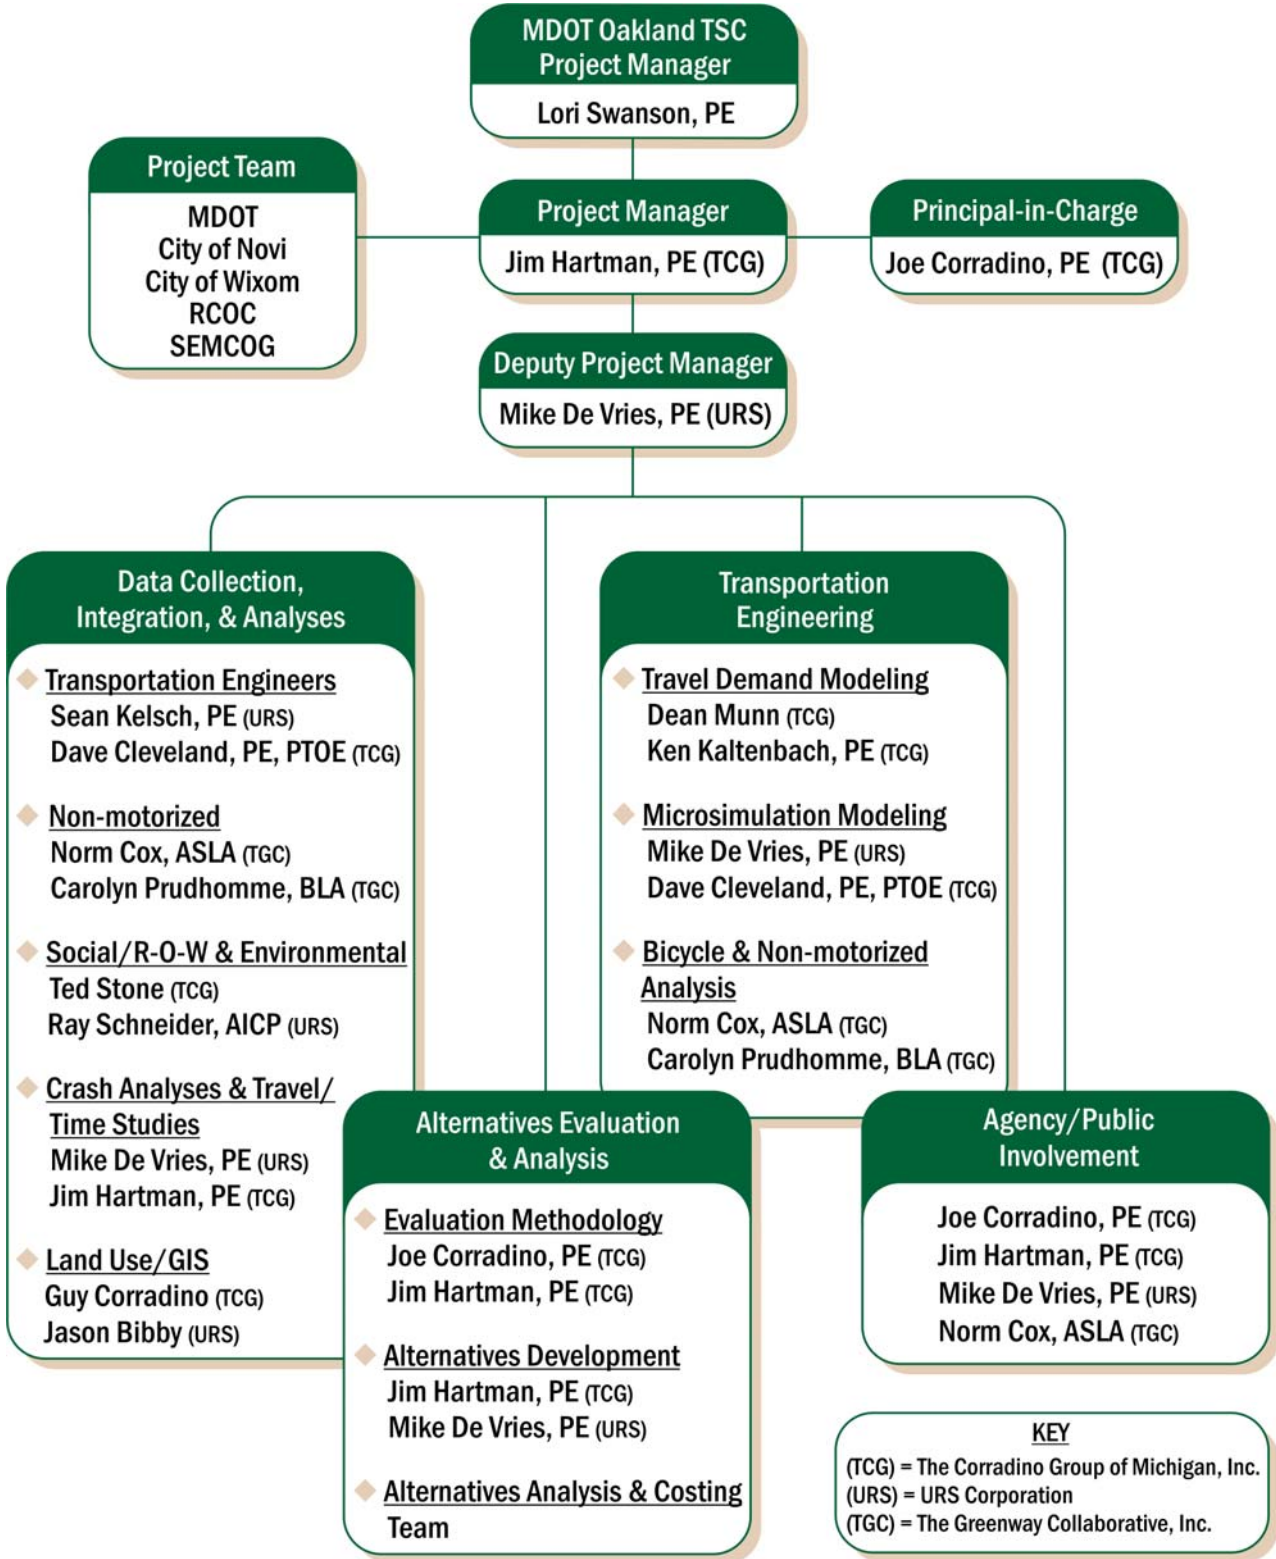 MDOT Oakland TSC
Project Manager
Lori Swanson, PE
Project Team
MDOT
City of Novi
City of Wixom
RCOC
SEMCOG
Project Manager
Jim Hartman, PE (TCG)
Principal-in-Charge
Joe Corradino, PE (TCG)
Deputy Project Manager
Mike De Vries, PE (URS)
Data Collection,
Integration, & Analyses
Transportation Engineers
Sean Kelsch, PE (URS)
Dave Cleveland, PE, PTOE (TCG)
Non-motorized
Norm Cox, ASLA (TGC)
Carolyn Prudhomme, BLA (TGC)
Social/R-O-W & Environmental
Ted Stone (TCG)
Ray Schneider, AICP (URS)
Crash Analyses & Travel/
Time Studies
Mike De Vries, PE (URS)
Jim Hartman, PE (TCG)
Land Use/GIS
Guy Corradino (TCG)
Jason Bibby (URS)
Transportation
Engineering
Travel Demand Modeling
Dean Munn (TCG)
Ken Kaltenbach, PE (TCG)
Microsimulation Modeling
Mike De Vries, PE (URS)
Dave Cleveland, PE, PTOE (TCG)
Bicycle & Non-motorized
Analysis
Norm Cox, ASLA (TGC)
Carolyn Prudhomme, BLA (TGC)
Alternatives Evaluation
& Analysis
Evaluation Methodology
Joe Corradino, PE (TCG)
Jim Hartman, PE (TCG)
Alternatives Development
Jim Hartman, PE (TCG)
Mike De Vries, PE (URS)
Alternatives Analysis & Costing
Team
Agency/Public
Involvement
Joe Corradino, PE (TCG)
Jim Hartman, PE (TCG)
Mike De Vries, PE (URS)
Norm Cox, ASLA (TGC)
KEY
(TCG) = The Corradino Group of Michigan, Inc.
(URS) = URS Corporation
(TGC) = The Greenway Collaborative, Inc.